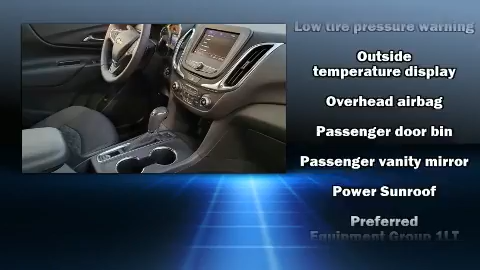 Low tire pressure warning
Outside
temperature display
Overhead airbag
Passenger door bin
Passenger vanity mirror
Power Sunroof
Preferred
Equipment Group 1LT